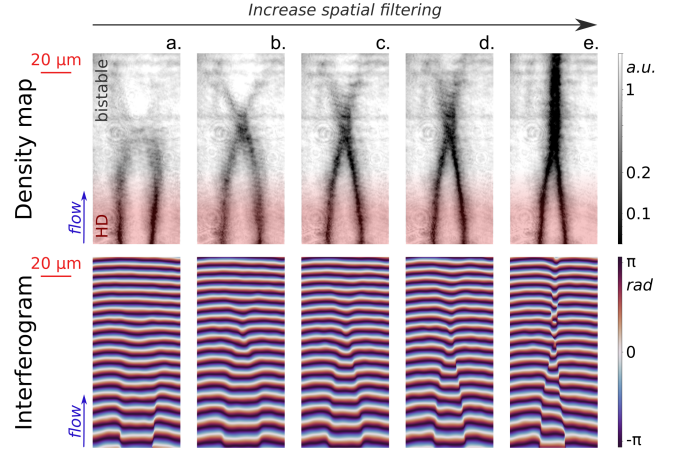 Increase spatial filtering
a. b. c. d. e.
20 μm
Density map
bistable
HD
flow
a.u.
1
0.2
0.1
20 μm
Interferogram
flow
π
rad
0
-π